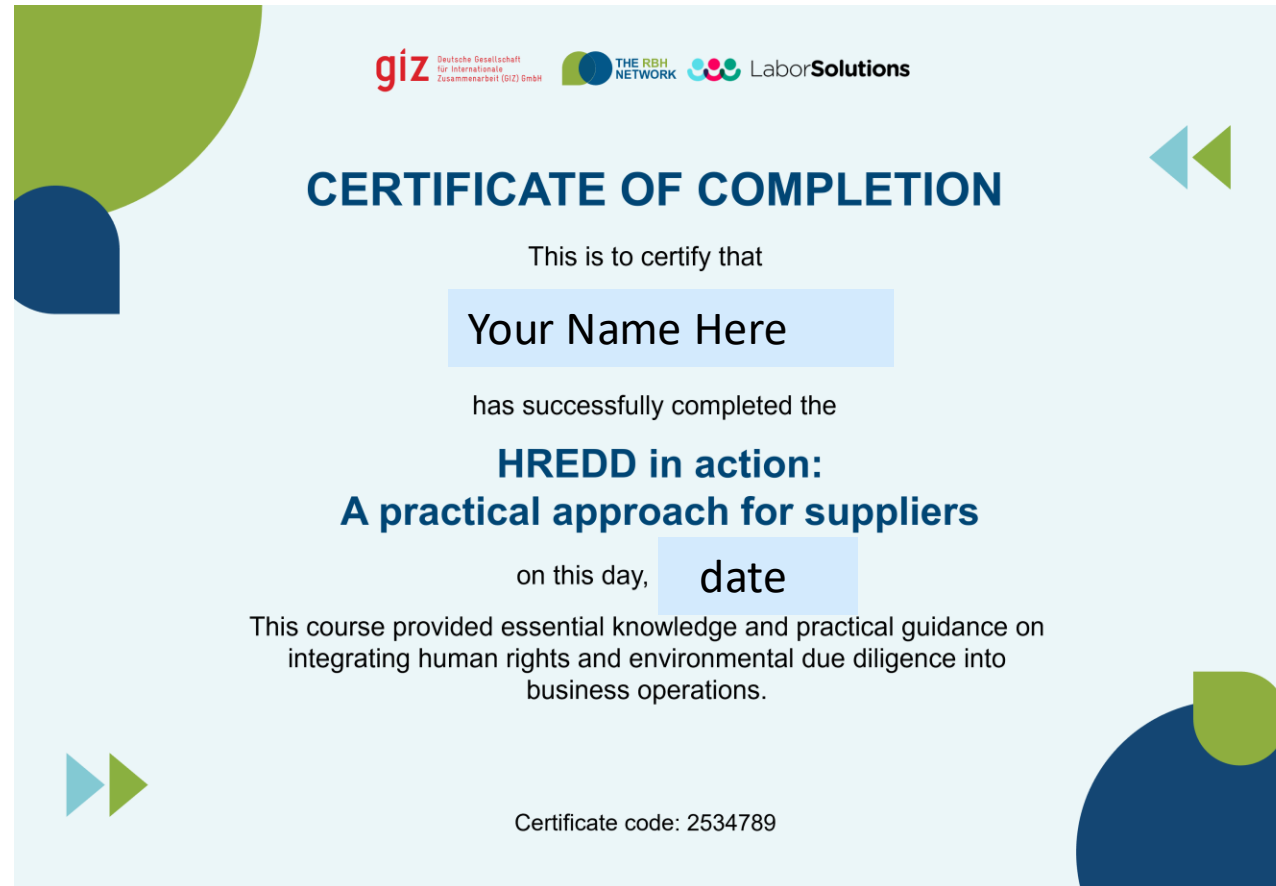 giz Deutsche Gesellschaft
für Internationale
Zusammenarbeit (GIZ) GmbH
THE RBH
NETWORK
LaborSolutions
CERTIFICATE OF COMPLETION
This is to certify that
Your Name Here
has successfully completed the
HREDD in action:
A practical approach for suppliers
on this day, date
This course provided essential knowledge and practical guidance on
integrating human rights and environmental due diligence into
business operations.
Certificate code: 2534789